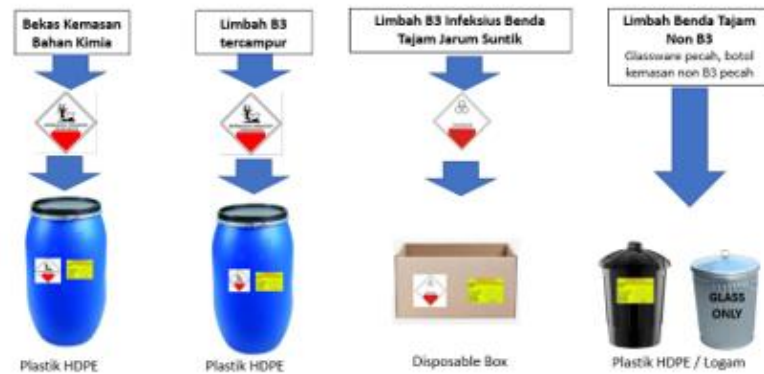 Bekas Kemasan
Bahan Kimia
Limbah B3
tercampur
Limbah B3 Infeksius Benda
Tajam Jarum Suntik
Limbah Benda Tajam
Non B3
Glassware pecah, botol
kemasan non B3 pecah
GLASS
ONLY
Plastik HDPE
Plastik HDPE
Disposable Box
Plastik HDPE / Logam